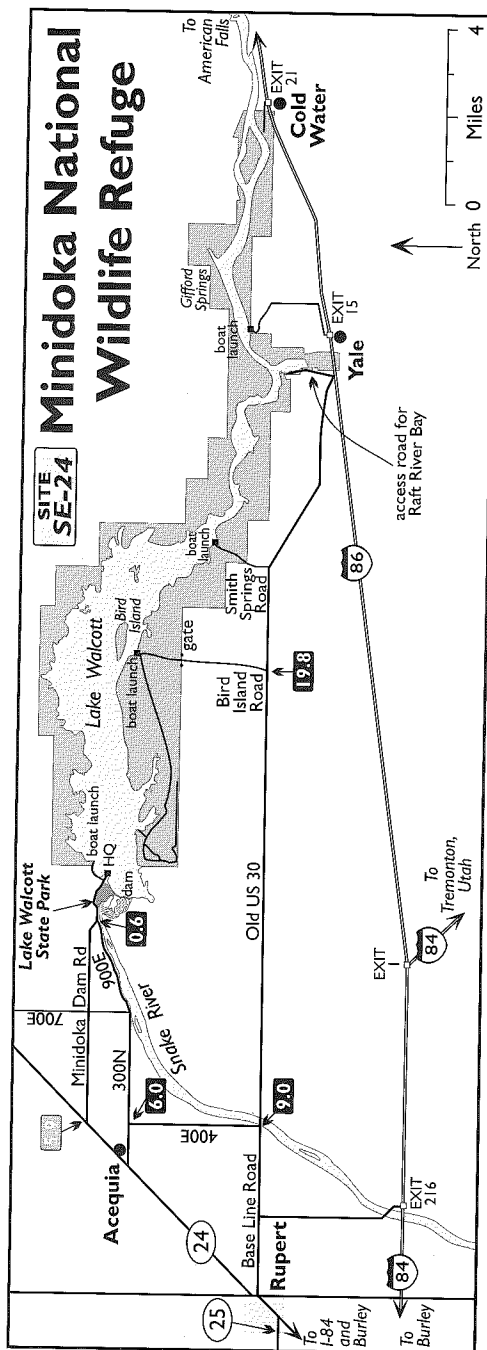 SITE
SE-24
Minidoka National
Wildlife Refuge
To
American
Falls
EXIT
21
Cold
Water
Gifford
Springs
boat
launch
EXIT
15
Yale
access road for
Raft River Bay
North
0
Miles
4
86
boat
launch
Smith
Springs
Road
Lake Walcott
Bird
Island
boat launch
gate
Bird
Island
Road
19.8
Old US 30
Lake Walcott
State Park
boat launch
HQ
dam
0.6
900E
Minidoka Dam Rd
700E
300N
Snake River
6.0
400E
9.0
Base Line Road
Acequia
24
25
Rupert
EXIT
1
84
To
Tremonton,
Utah
EXIT
216
84
To
I-84
and
Burley
To
Burley